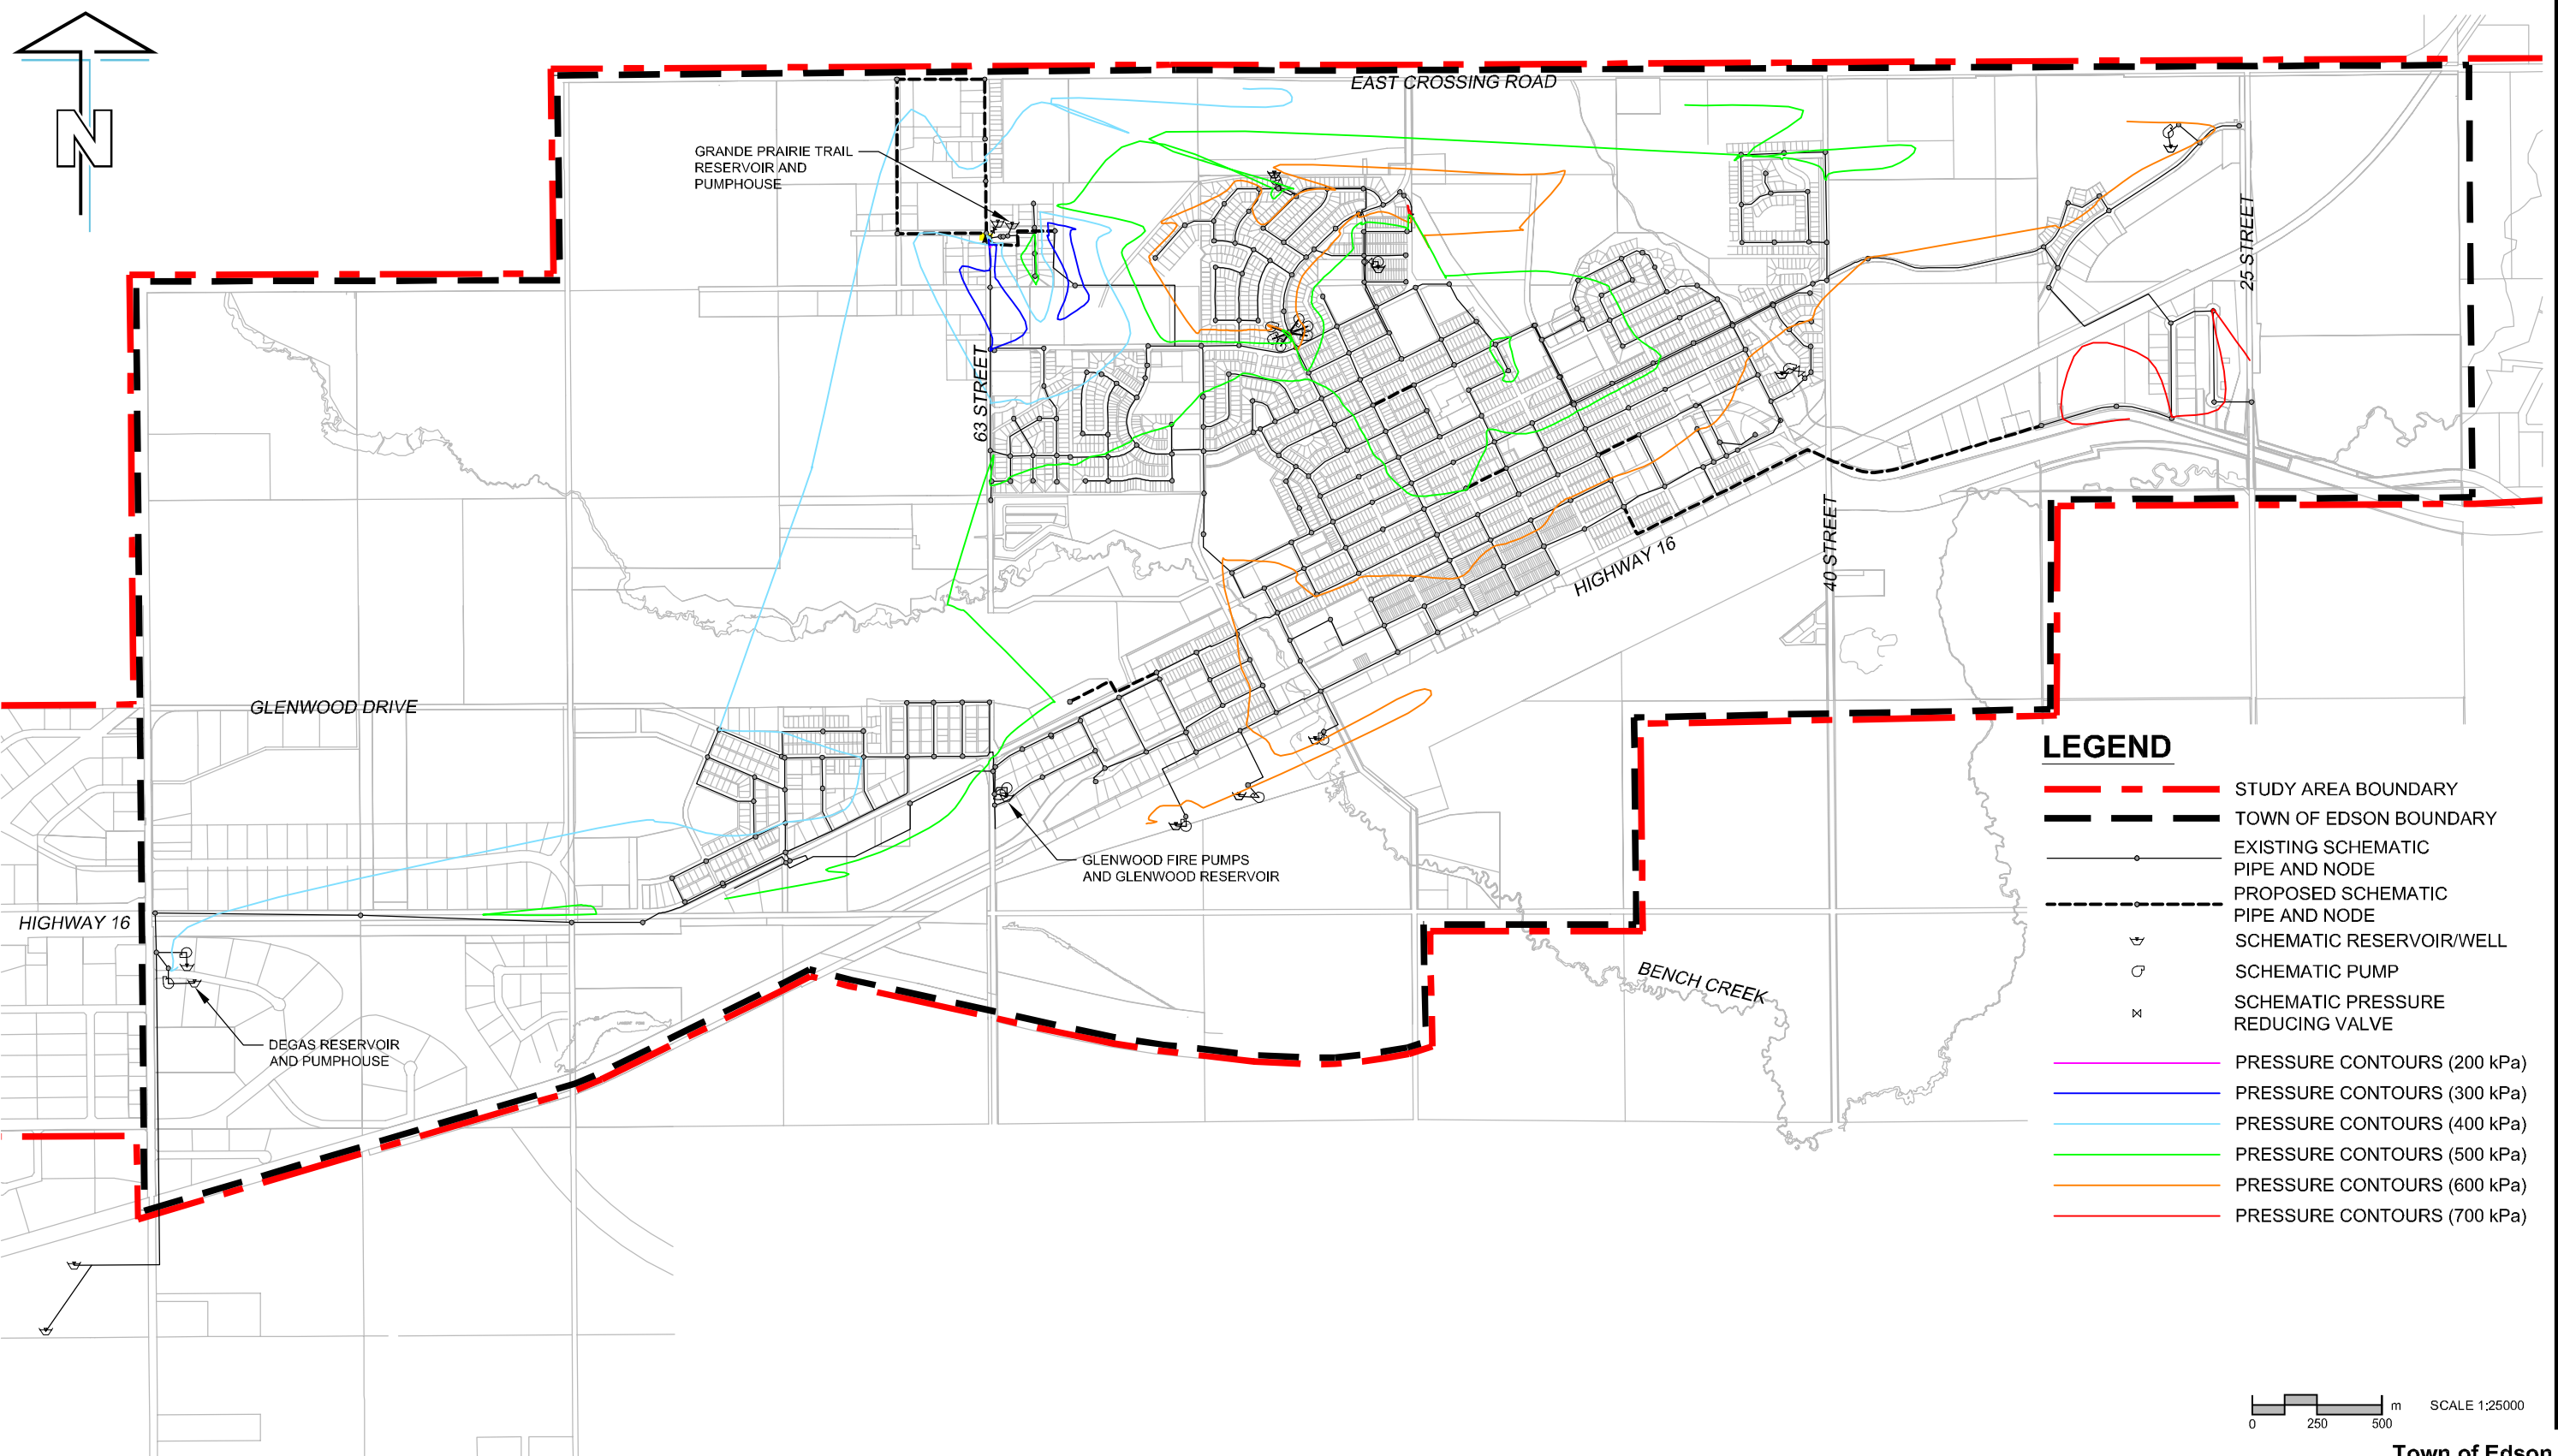 N
EAST CROSSING ROAD
GRANDE PRAIRIE TRAIL
RESERVOIR AND
PUMPHOUSE
25 STREET
63 STREET
40 STREET
HIGHWAY 16
GLENWOOD DRIVE
GLENWOOD FIRE PUMPS
AND GLENWOOD RESERVOIR
HIGHWAY 16
BENCH CREEK
DEGAS RESERVOIR
AND PUMPHOUSE
LEGEND
STUDY AREA BOUNDARY
TOWN OF EDSON BOUNDARY
EXISTING SCHEMATIC
PIPE AND NODE
PROPOSED SCHEMATIC
PIPE AND NODE
SCHEMATIC RESERVOIR/WELL
SCHEMATIC PUMP
SCHEMATIC PRESSURE
REDUCING VALVE
PRESSURE CONTOURS (200 kPa)
PRESSURE CONTOURS (300 kPa)
PRESSURE CONTOURS (400 kPa)
PRESSURE CONTOURS (500 kPa)
PRESSURE CONTOURS (600 kPa)
PRESSURE CONTOURS (700 kPa)
m SCALE 1:25000
0 250 500
Town of Edson